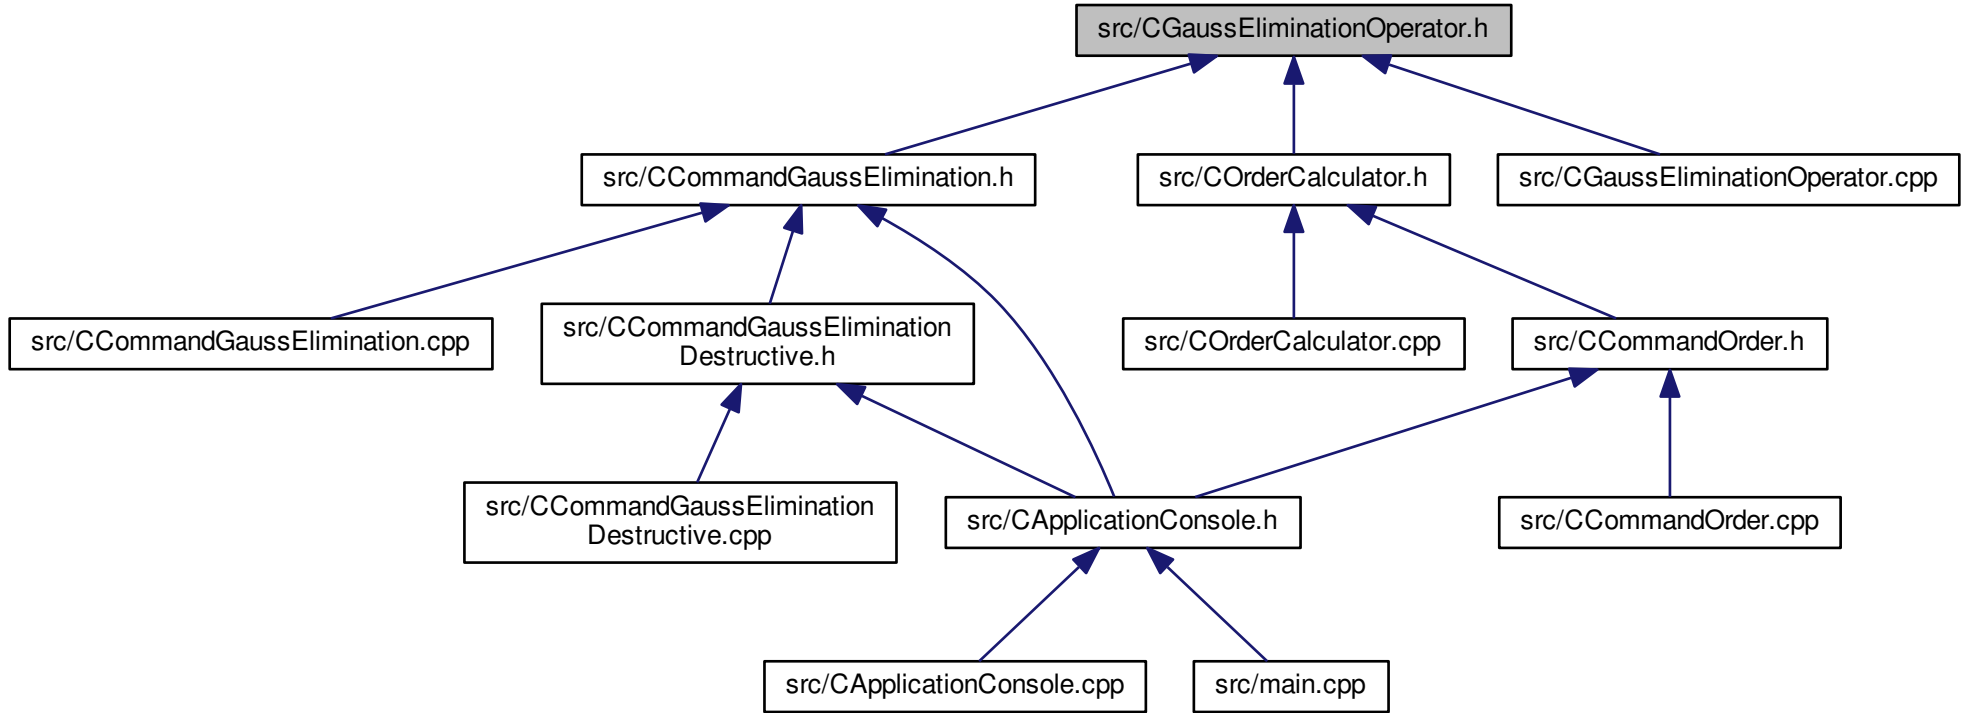 src/CGaussEliminationOperator.h
src/CCommandGaussElimination.h
src/COrderCalculator.h
src/CGaussEliminationOperator.cpp
src/CCommandGaussElimination.cpp
src/CCommandGaussElimination
Destructive.h
src/COrderCalculator.cpp
src/CCommandOrder.h
src/CCommandGaussElimination
Destructive.cpp
src/CApplicationConsole.h
src/CCommandOrder.cpp
src/CApplicationConsole.cpp
src/main.cpp